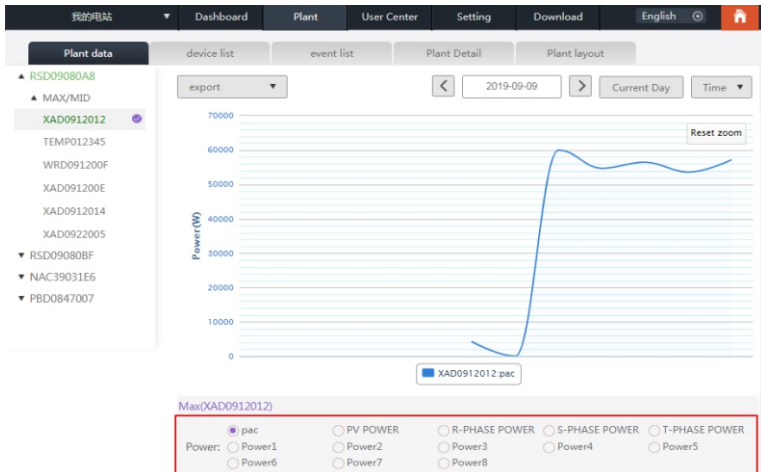 我的电站 ▼ Dashboard Plant User Center Setting Download English
Plant data device list event list Plant Detail Plant layout
▲ RSD09080A8
▲ MAX/MID
XAD0912012
TEMP012345
WRD091200F
XAD091200E
XAD0912014
XAD0922005
▼ RSD09080BF
▼ NAC39031E6
▼ PBD0847007
export ▼ < 2019-09-09 > Current Day Time ▼
Reset zoom
70000
60000
50000
40000
30000
20000
10000
0
Power(W)
XAD0912012:pac
Max(XAD0912012)
pac PV POWER R-PHASE POWER S-PHASE POWER T-PHASE POWER
Power: Power1 Power2 Power3 Power4 Power5
Power6 Power7 Power8